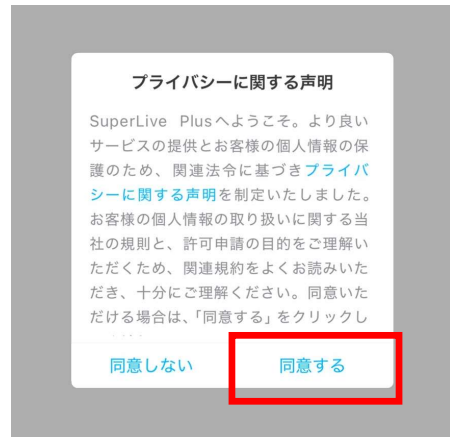 プライバシーに関する声明
SuperLive Plusへようこそ。より良い
サービスの提供とお客様の個人情報の保
護のため、関連法令に基づきプライバ
シーに関する声明を制定いたしました。
お客様の個人情報の取り扱いに関する当
社の規則と、許可申請の目的をご理解い
ただくため、関連規約をよくお読みいた
だき、十分にご理解ください。同意いた
だける場合は、「同意する」をクリックし
同意しない
同意する